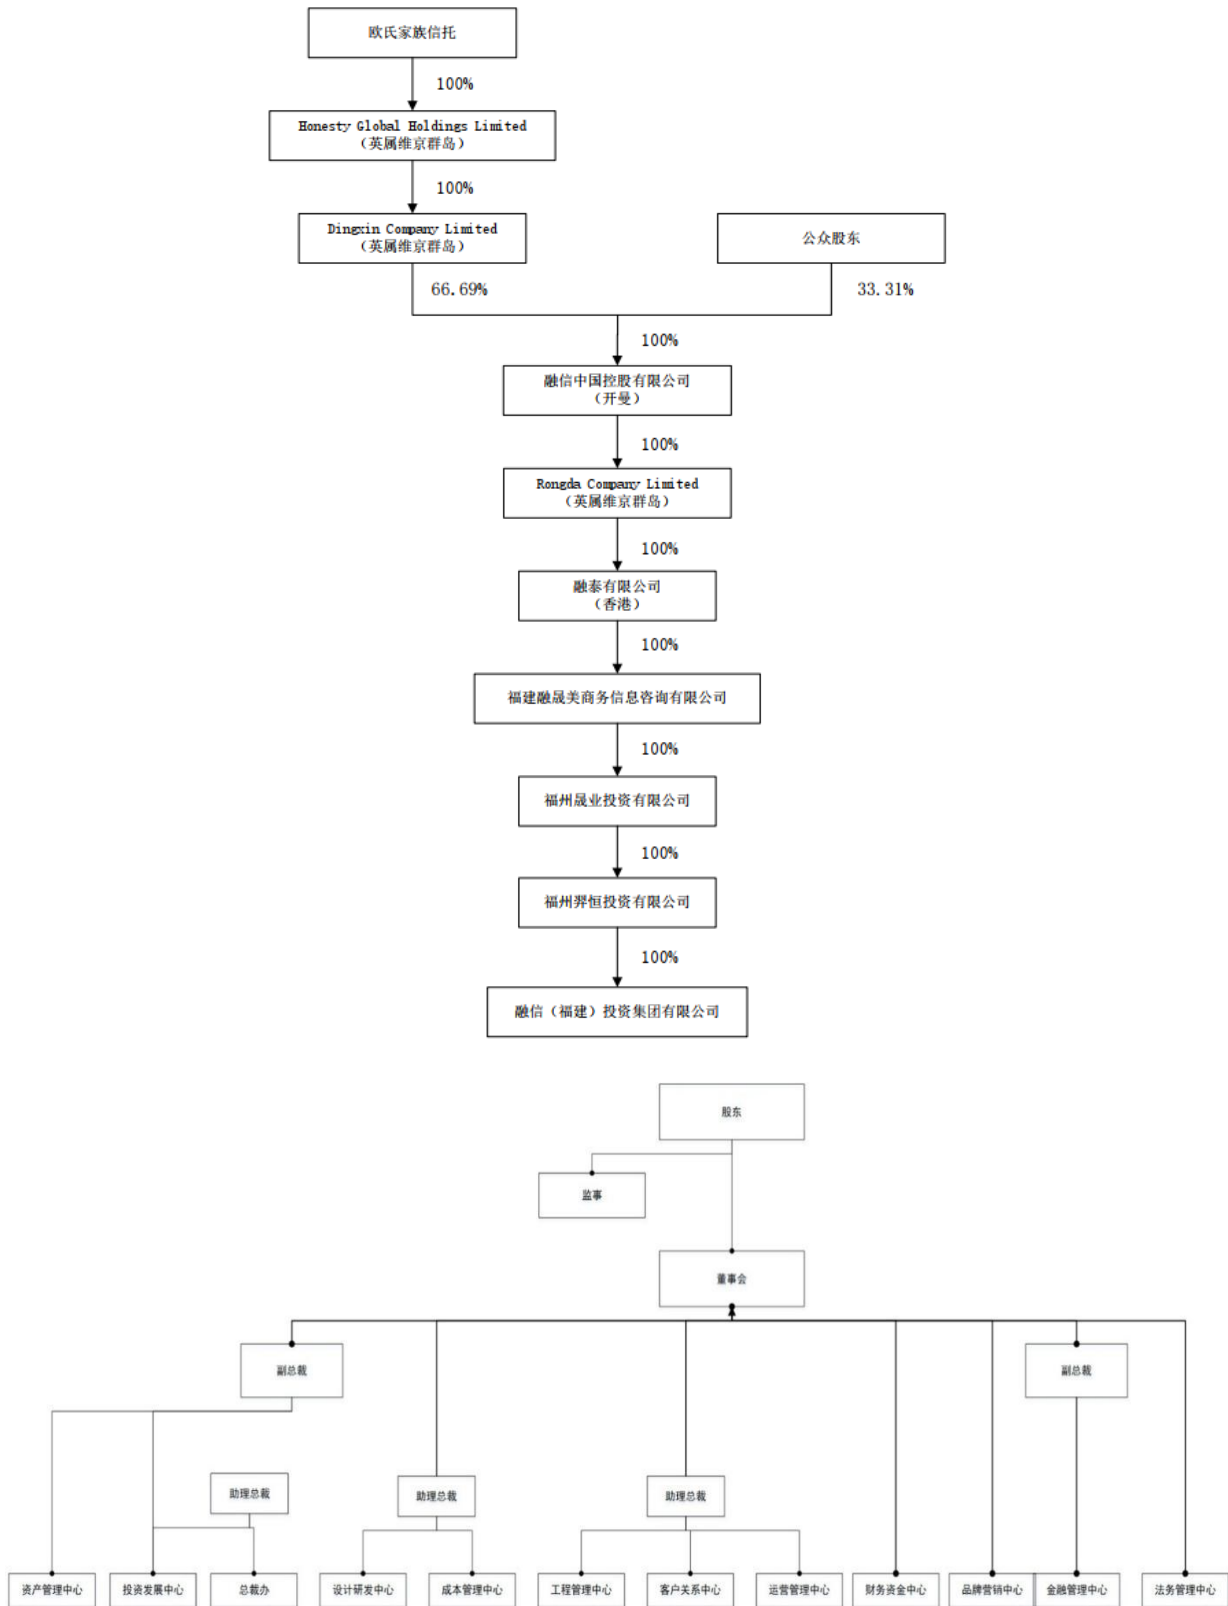 欧氏家族信托
100%
Honesty Global Holdings Limited
（英属维京群岛）
100%
Dingxin Company Limited
（英属维京群岛）
公众股东
66.69%
33.31%
100%
融信中国控股有限公司
（开曼）
100%
Rongda Company Limited
（英属维京群岛）
100%
融泰有限公司
（香港）
100%
福建融晟美商务信息咨询有限公司
100%
福州晟业投资有限公司
100%
福州羿恒投资有限公司
100%
融信（福建）投资集团有限公司
股东
监事
董事会
副总裁
副总裁
助理总裁
助理总裁
助理总裁
资产管理中心
投资发展中心
总裁办
设计研发中心
成本管理中心
工程管理中心
客户关系中心
运营管理中心
财务资金中心
品牌营销中心
金融管理中心
法务管理中心